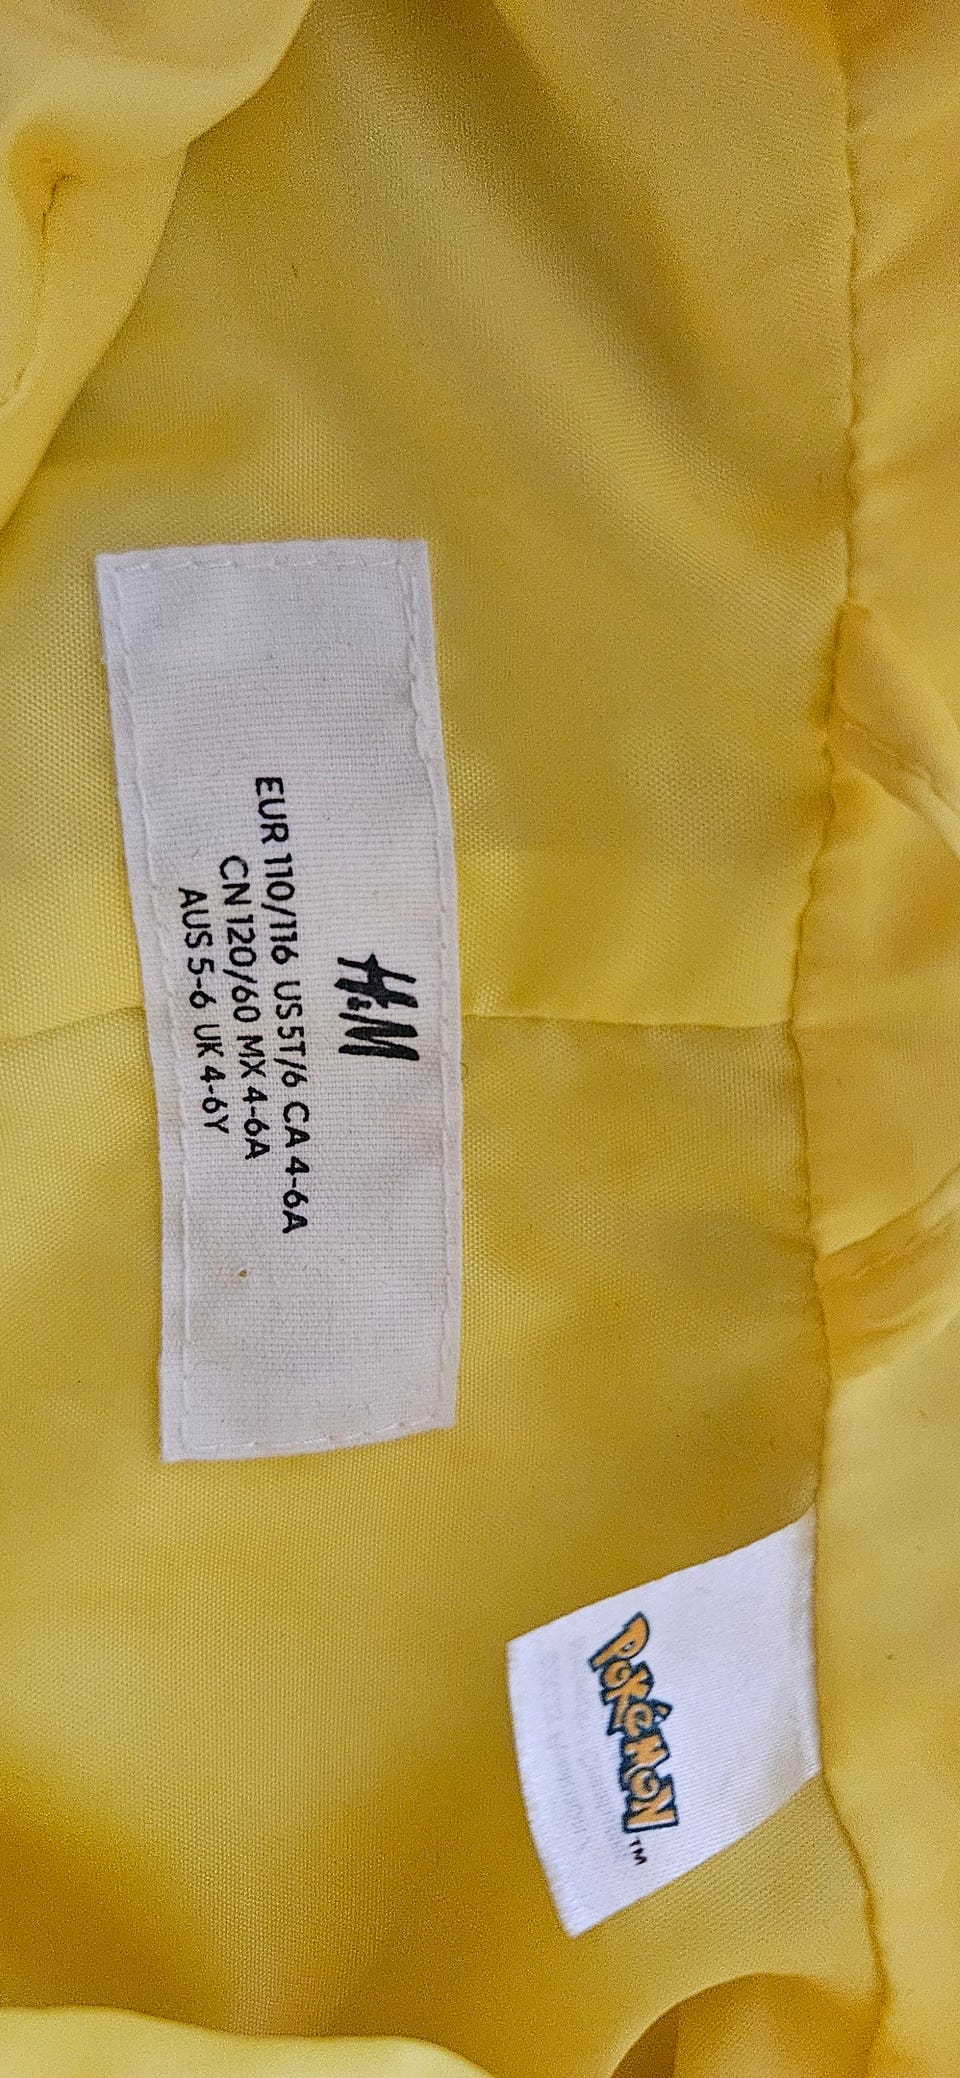 H&M
EUR 110/116 US 5T/6 CA 4-6A
CN 120/60 MX 4-6A
AUS 5-6 UK 4-6Y
POKéMON™